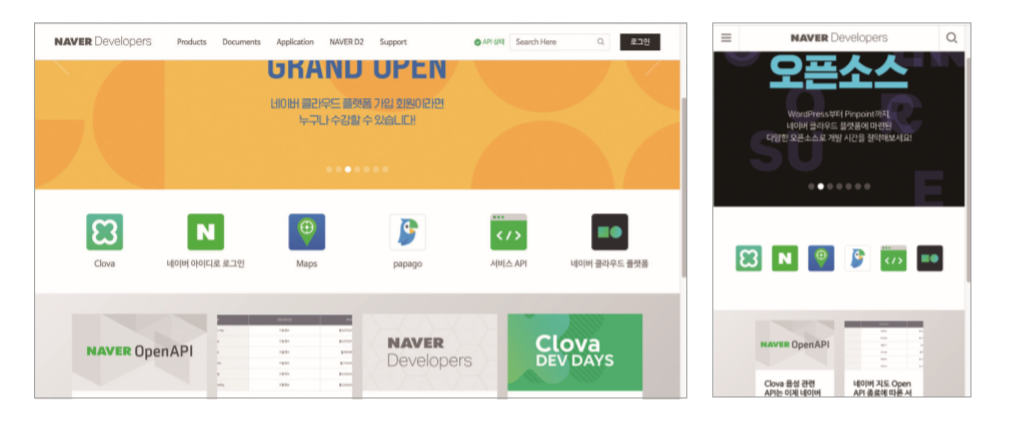 NAVER Developers
Products Documents Application NAVER D2 Support
API 상태 Search Here 로그인
GRAND OPEN
네이버 클라우드 플랫폼 가입 회원이라면
누구나 수강할 수 있습니다!
Clova 네이버 아이디로 로그인 Maps papago 서비스 API 네이버 클라우드 플랫폼
NAVER OpenAPI
NAVER
Developers
Clova
DEV DAYS
NAVER Developers
오픈소스
WordPress부터 Pinpoint까지,
네이버 클라우드 플랫폼에 마련된
다양한 오픈소스로 개발 시간을 절약해보세요!
NAVER OpenAPI
Clova 음성 관련
API는 이제 네이버
네이버 지도 Open
API 종료에 따른 서